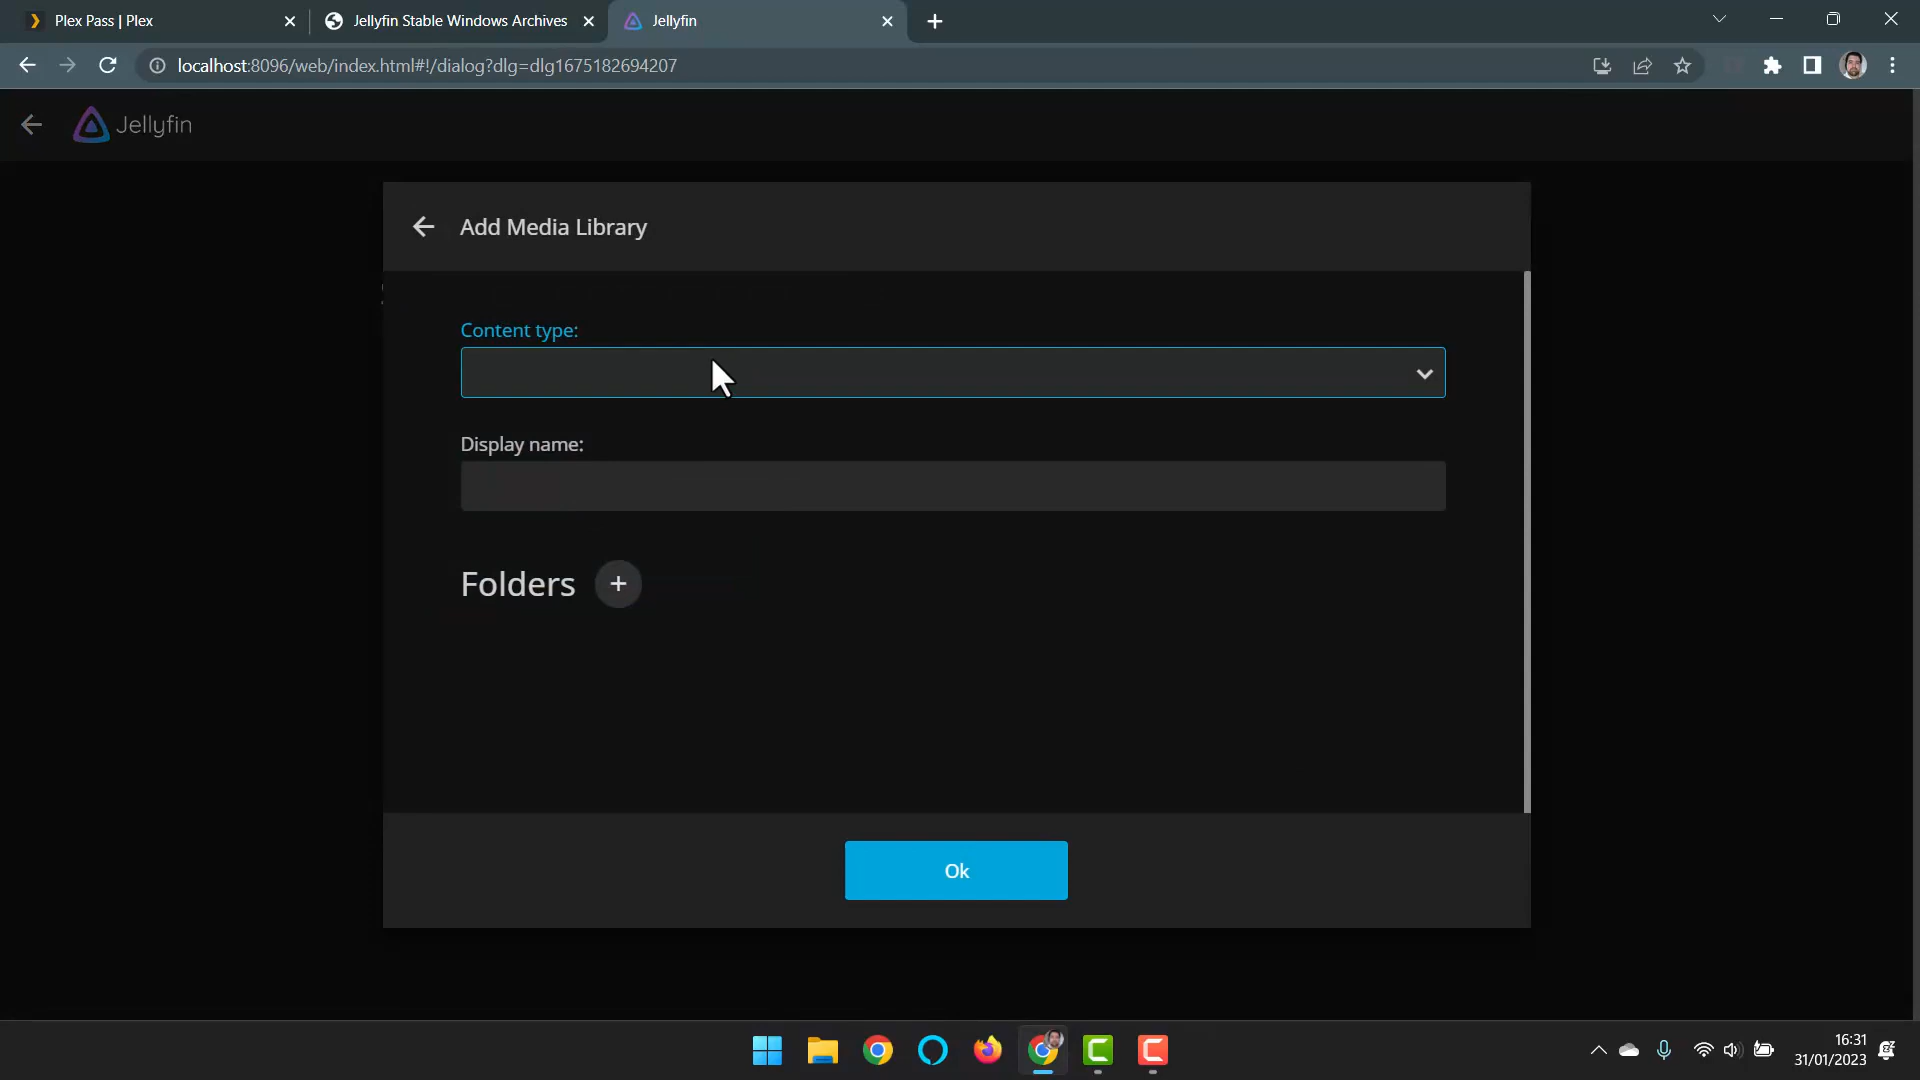 Plex Pass | Plex
Jellyfin Stable Windows Archives
Jellyfin
localhost:8096/web/index.html#!/dialog?dlg=dlg1675182694207
Jellyfin
Add Media Library
Content type:
Display name:
Folders +
Ok
16:31
31/01/2023